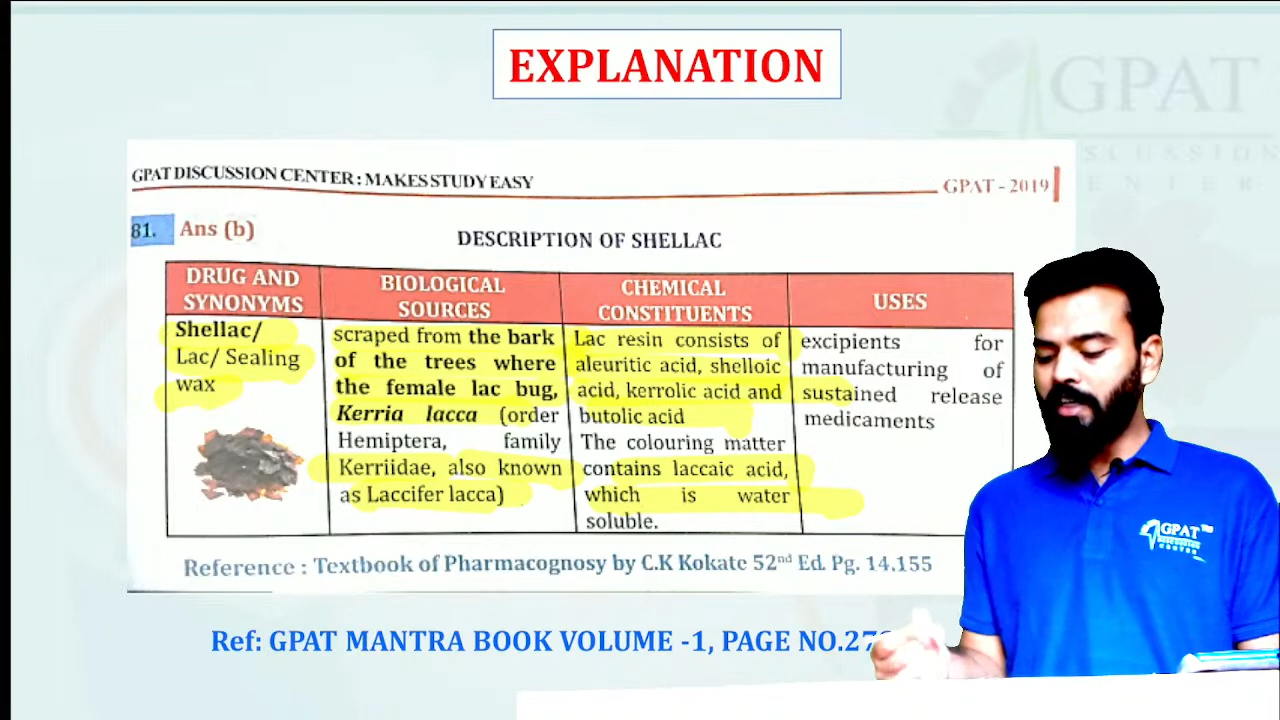 EXPLANATION
GPAT
CENTER
GPAT DISCUSSION CENTER : MAKES STUDY EASY
GPAT - 2019
81. Ans (b)
DESCRIPTION OF SHELLAC
DRUG AND
SYNONYMS
BIOLOGICAL
SOURCES
CHEMICAL
CONSTITUENTS
USES
Shellac/
Lac/ Sealing
wax
scraped from the bark
of the trees where
the female lac bug,
Kerria lacca (order
Hemiptera, family
Kerriidae, also known
as Laccifer lacca)
Lac resin consists of
aleuritic acid, shelloic
acid, kerrolic acid and
butolic acid
The colouring matter
contains laccaic acid,
which is water
soluble.
excipients for
manufacturing of
sustained release
medicaments
Reference : Textbook of Pharmacognosy by C.K Kokate 52nd Ed. Pg. 14.155
Ref: GPAT MANTRA BOOK VOLUME -1, PAGE NO.27
GPAT